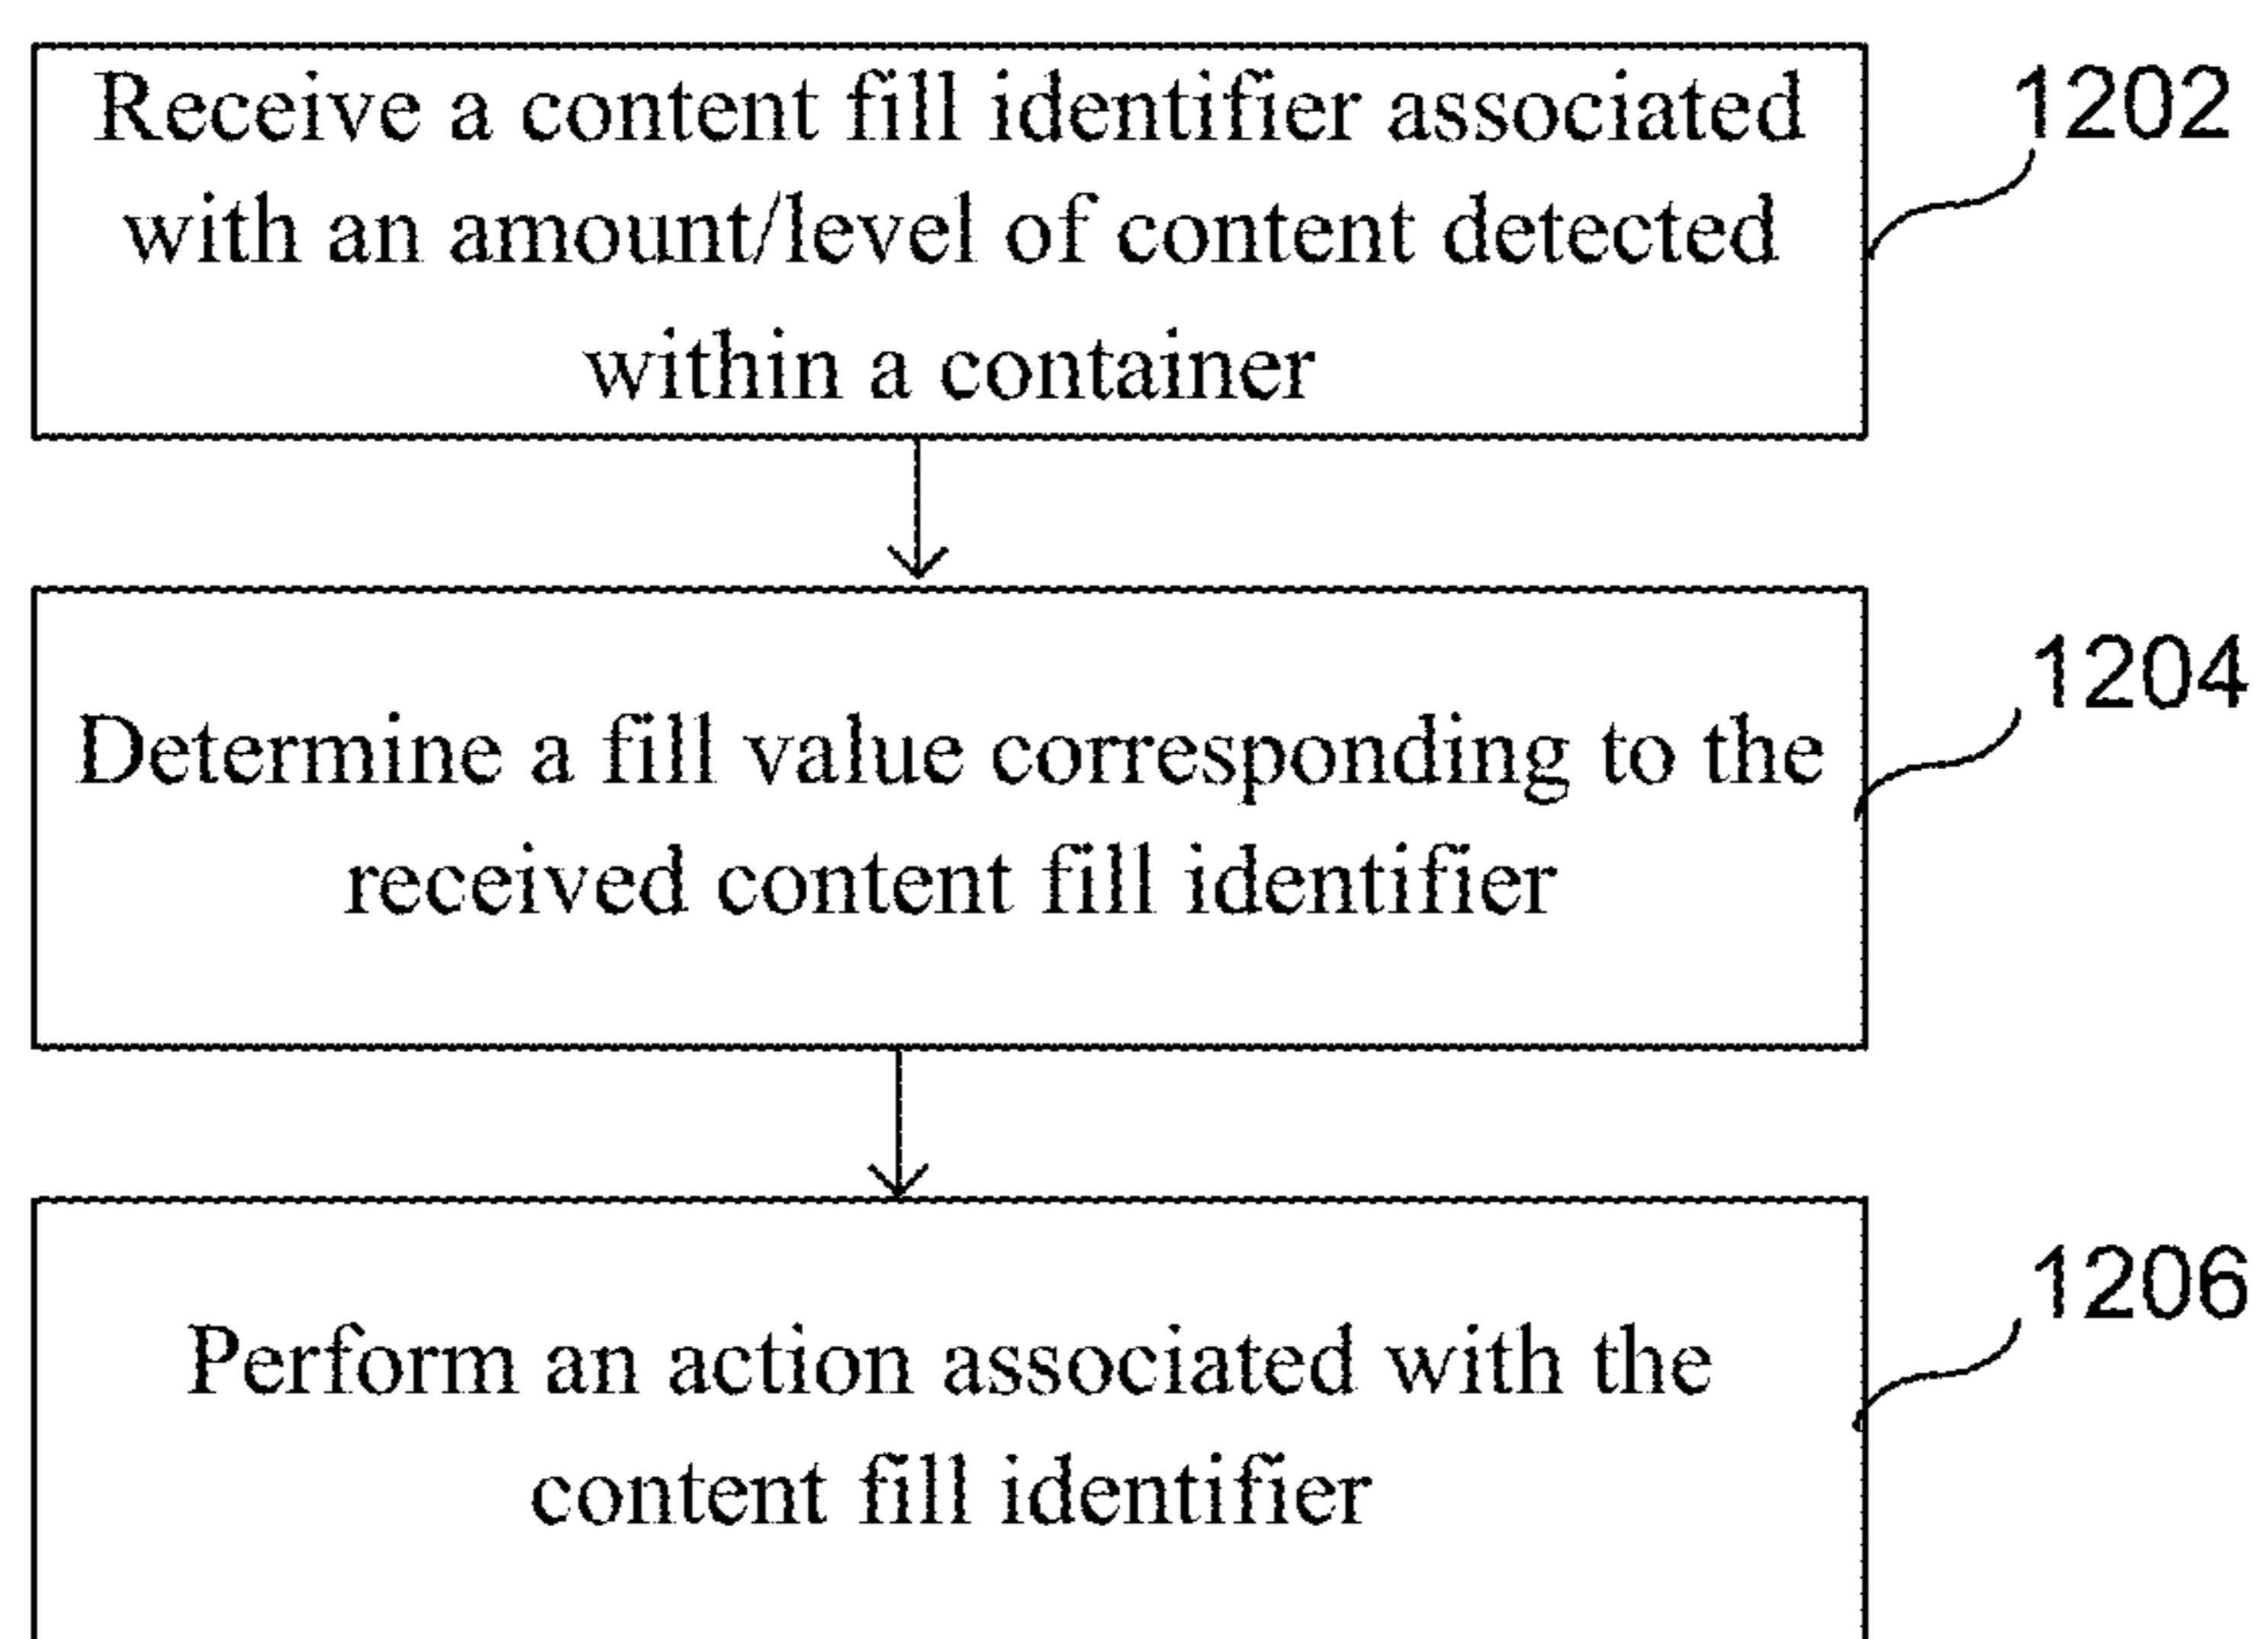 Receive a content fill identifier associated
with an amount/level of content detected
within a container
1202
Determine a fill value corresponding to the
received content fill identifier
1204
Perform an action associated with the
content fill identifier
1206